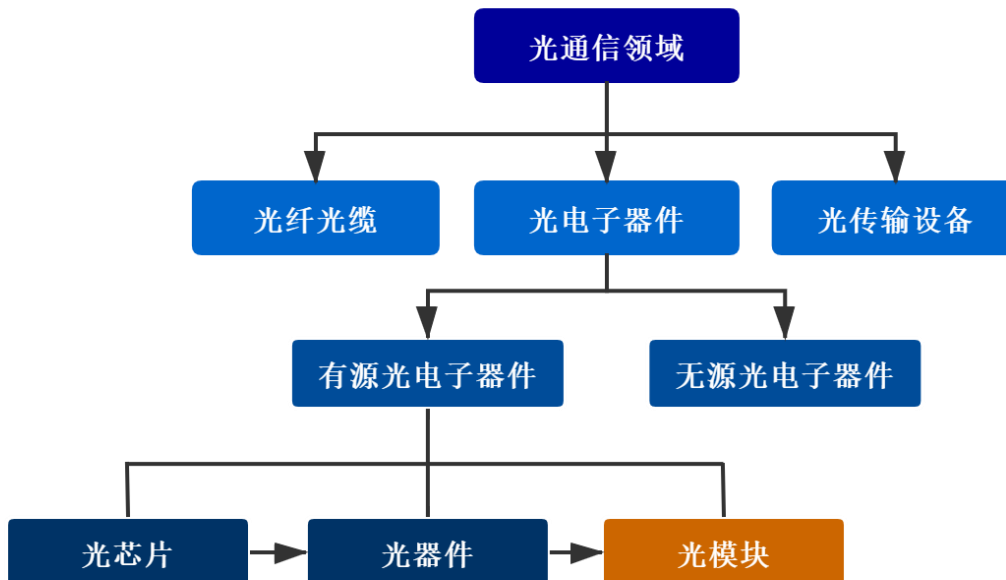 光通信领域
光纤光缆
光电子器件
光传输设备
有源光电子器件
无源光电子器件
光芯片
光器件
光模块